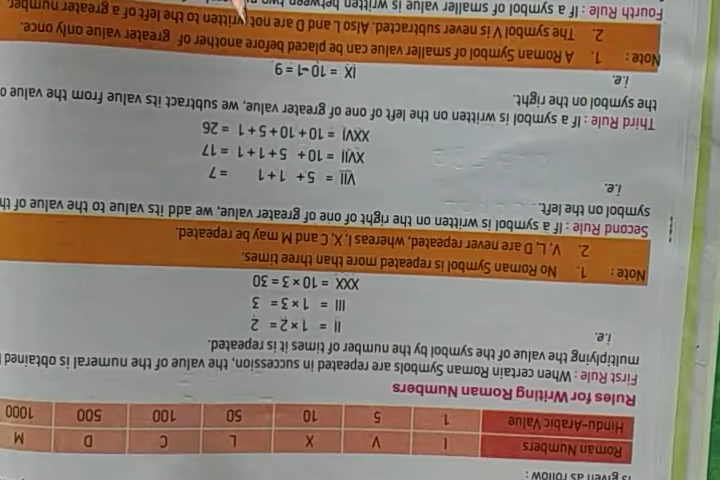 is given as follow :
Roman Numbers I V X L C D M
Hindu-Arabic Value 1 5 10 50 100 500 1000
Rules for Writing Roman Numbers
First Rule : When certain Roman Symbols are repeated in succession, the value of the numeral is obtained
multiplying the value of the symbol by the number of times it is repeated.
i.e.
II = 1 × 2 = 2
III = 1 × 3 = 3
XXX = 10 × 3 = 30
Note : 1. No Roman Symbol is repeated more than three times.
2. V, L, D are never repeated, whereas I, X, C and M may be repeated.
Second Rule : If a symbol is written on the right of one of greater value, we add its value to the value of th
symbol on the left.
i.e.
VII = 5 + 1 + 1 = 7
XVII = 10 + 5 + 1 + 1 = 17
XXVI = 10 + 10 + 5 + 1 = 26
Third Rule : If a symbol is written on the left of one of greater value, we subtract its value from the value o
the symbol on the right.
i.e.
IX = 10 - 1 = 9
Note : 1. A Roman Symbol of smaller value can be placed before another of greater value only once.
2. The symbol V is never subtracted. Also L and D are not written to the left of a greater number.
Fourth Rule : If a symbol of smaller value is written between two